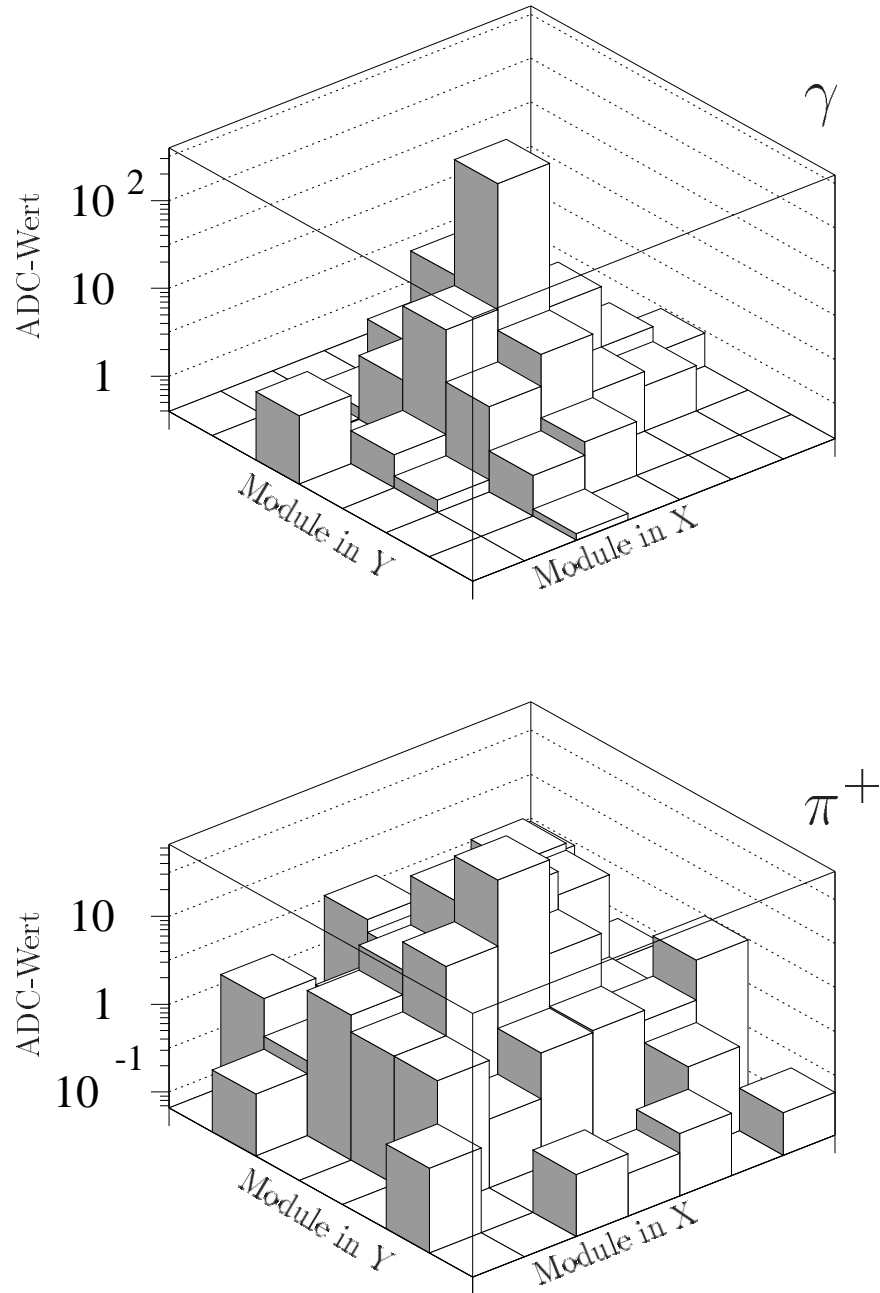 γ
ADC-Wert
10 2
10
1
Module in Y
Module in X
π+
ADC-Wert
10
1
10 -1
Module in Y
Module in X